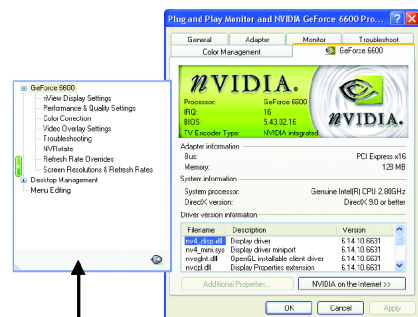 Plug and Play Monitor and NVIDIA GeForce 6600 Pro...
General Adapter Monitor Troubleshoot
Color Management GeForce 6600
NVIDIA.
Processor: GeForce 6600
IRQ: 16
BIOS: 5.43.02.16
TV Encoder Type: NVIDIA integrated
NVIDIA.
Adapter information
Bus: PCI Express x16
Memory: 128 MB
System information
System processor: Genuine Intel(R) CPU 2.80GHz
DirectX version: DirectX 9.0 or better
Driver version information
Filename Description Version
nv4_disp.dll Display driver 6.14.10.6631
nv4_mini.sys Display driver miniport 6.14.10.6631
nvoglnt.dll OpenGL installable client driver 6.14.10.6631
nvcpl.dll Display Properties extension 6.14.10.6631
Additional Properties... NVIDIA on the Internet >>
OK Cancel Apply
GeForce 6600
nView Display Settings
Performance & Quality Settings
Color Correction
Video Overlay Settings
Troubleshooting
NVRotate
Refresh Rate Overrides
Screen Resolutions & Refresh Rates
Desktop Management
Menu Editing